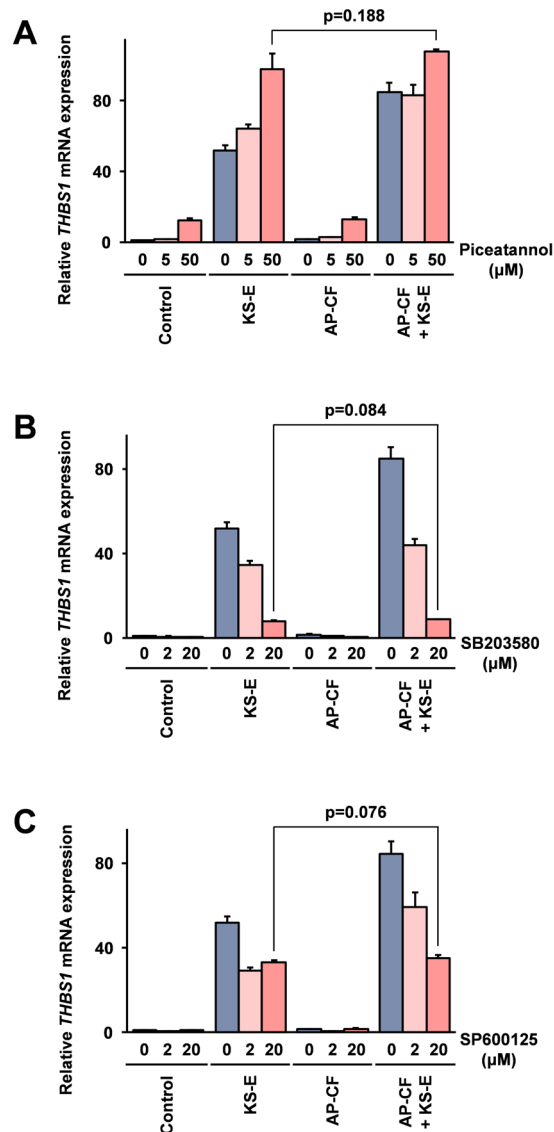 A
p=0.188
Relative THBS1 mRNA expression
80
40
0
0 5 50 0 5 50 0 5 50 0 5 50
Piceatannol
(μM)
Control
KS-E
AP-CF
AP-CF
+ KS-E
B
p=0.084
Relative THBS1 mRNA expression
80
40
0
0 2 20 0 2 20 0 2 20 0 2 20
SB203580
(μM)
Control
KS-E
AP-CF
AP-CF
+ KS-E
C
p=0.076
Relative THBS1 mRNA expression
80
40
0
0 2 20 0 2 20 0 2 20 0 2 20
SP600125
(μM)
Control
KS-E
AP-CF
AP-CF
+ KS-E